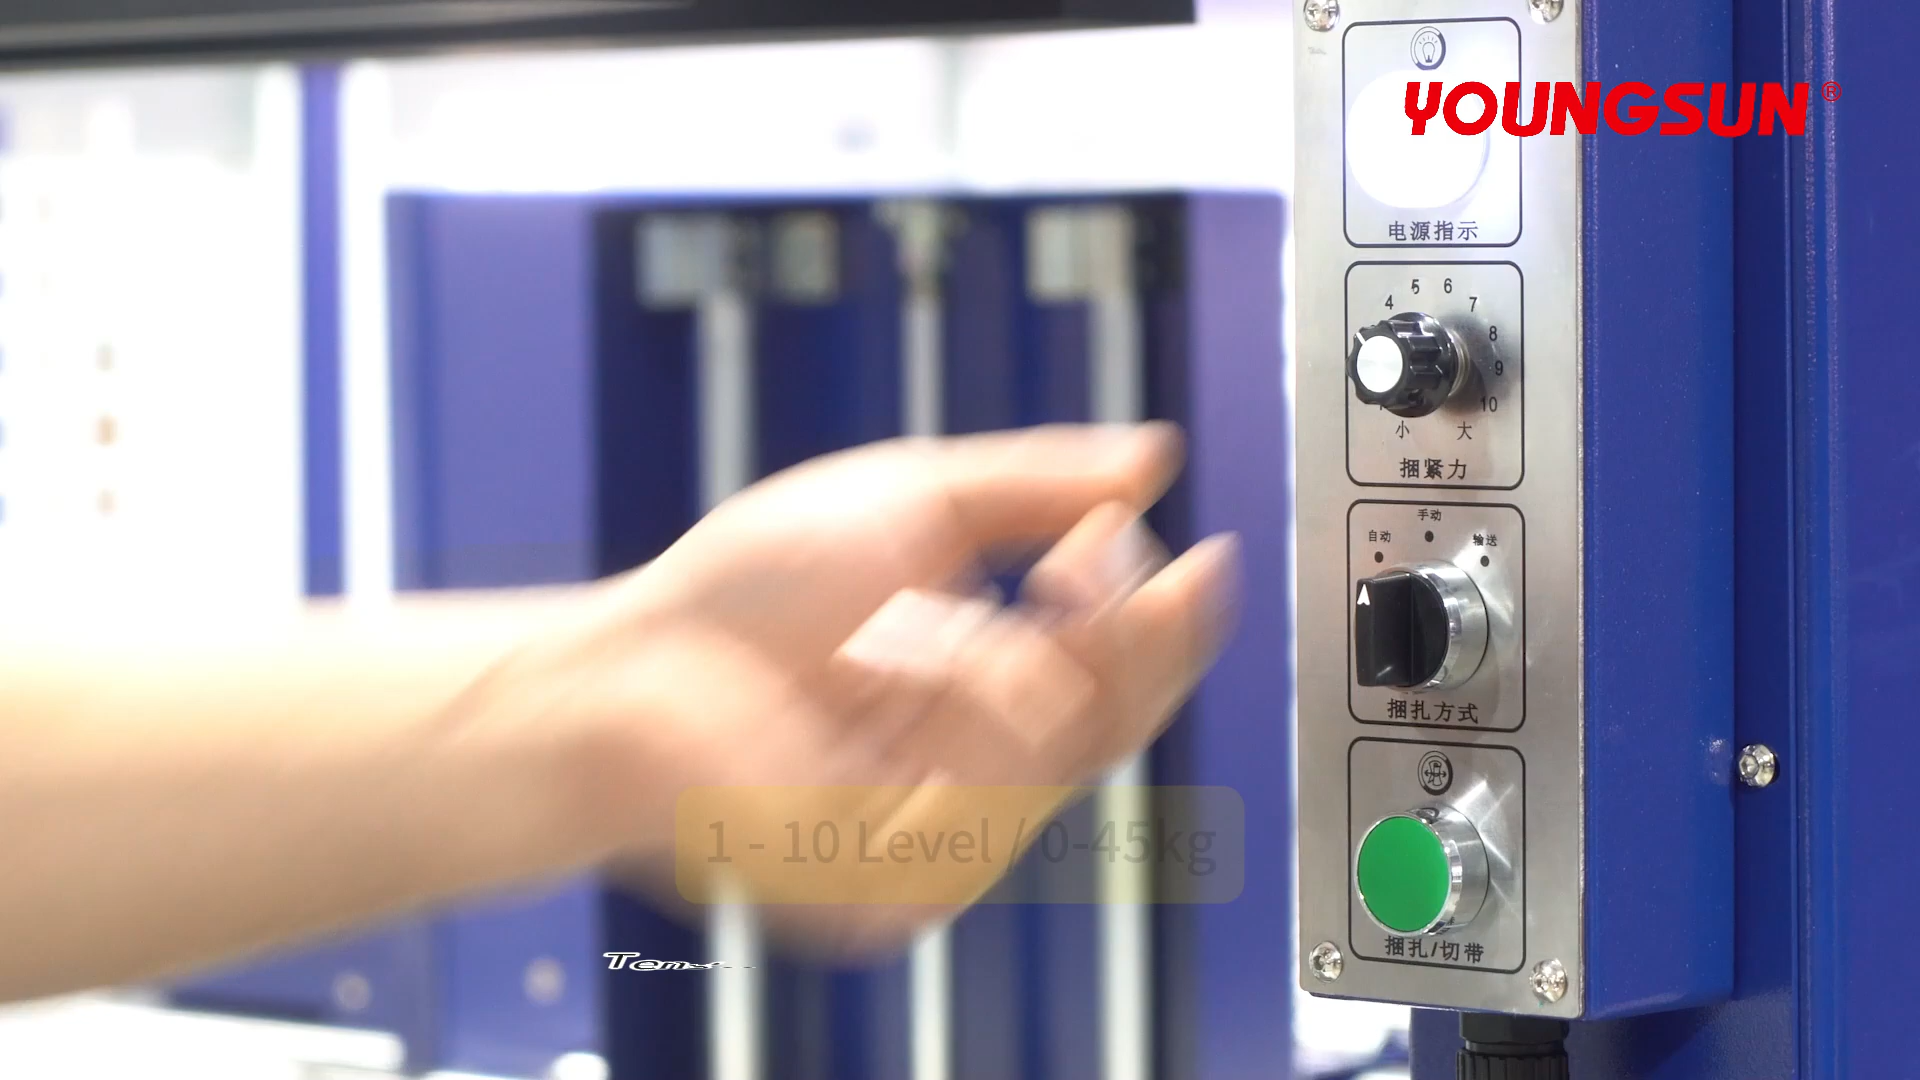 YOUNGSUN®
电源指示
4 5 6 7 8 9 10
小 大
捆紧力
自动 手动 输送
捆扎方式
捆扎/切带
1 - 10 Level / 0-45kg